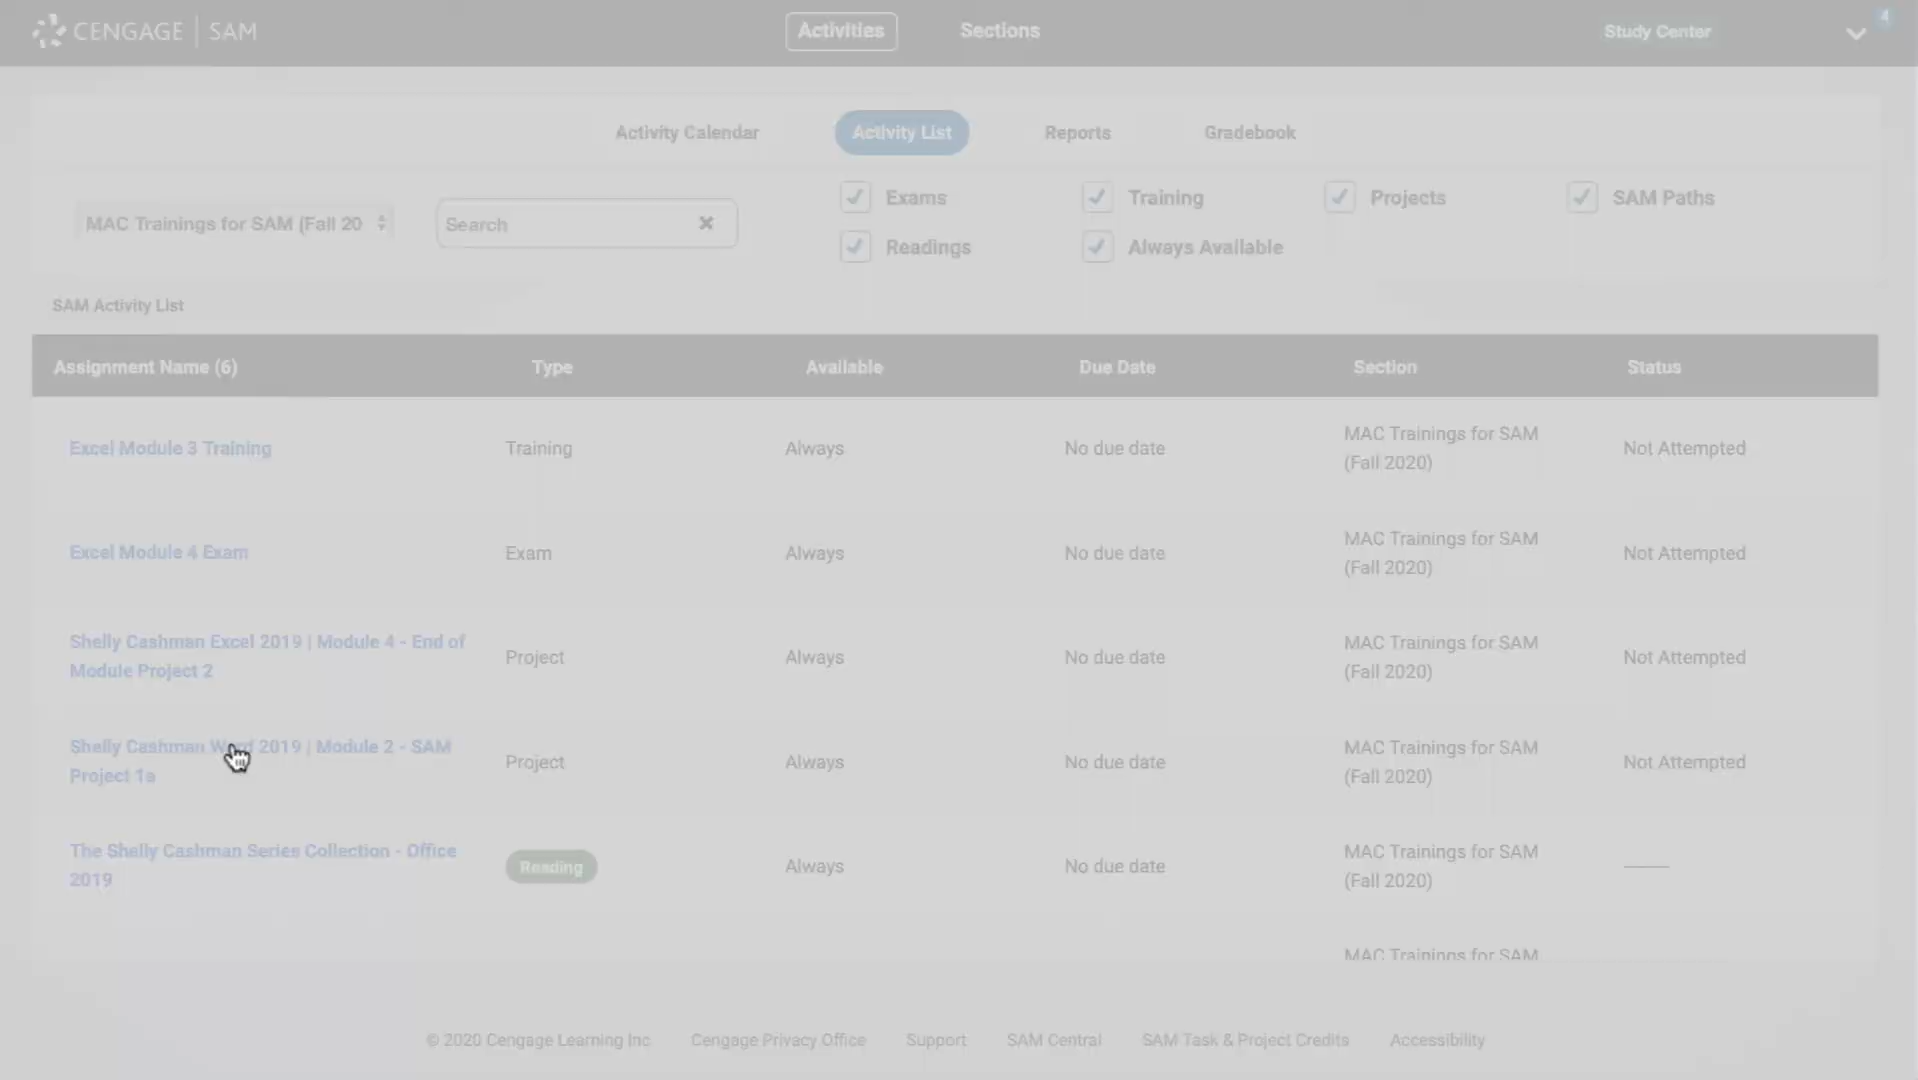 CENGAGE | SAM
Activities
Sections
Study Center
4
Activity Calendar
Activity List
Reports
Gradebook
MAC Trainings for SAM (Fall 20
Search
Exams
Training
Projects
SAM Paths
Readings
Always Available
SAM Activity List
Assignment Name (6)
Type
Available
Due Date
Section
Status
Excel Module 3 Training
Training
Always
No due date
MAC Trainings for SAM
(Fall 2020)
Not Attempted
Excel Module 4 Exam
Exam
Always
No due date
MAC Trainings for SAM
(Fall 2020)
Not Attempted
Shelly Cashman Excel 2019 | Module 4 - End of
Module Project 2
Project
Always
No due date
MAC Trainings for SAM
(Fall 2020)
Not Attempted
Shelly Cashman Word 2019 | Module 2 - SAM
Project 1a
Project
Always
No due date
MAC Trainings for SAM
(Fall 2020)
Not Attempted
The Shelly Cashman Series Collection - Office
2019
Reading
Always
No due date
MAC Trainings for SAM
(Fall 2020)
MAC Trainings for SAM
© 2020 Cengage Learning Inc
Cengage Privacy Office
Support
SAM Central
SAM Task & Project Credits
Accessibility